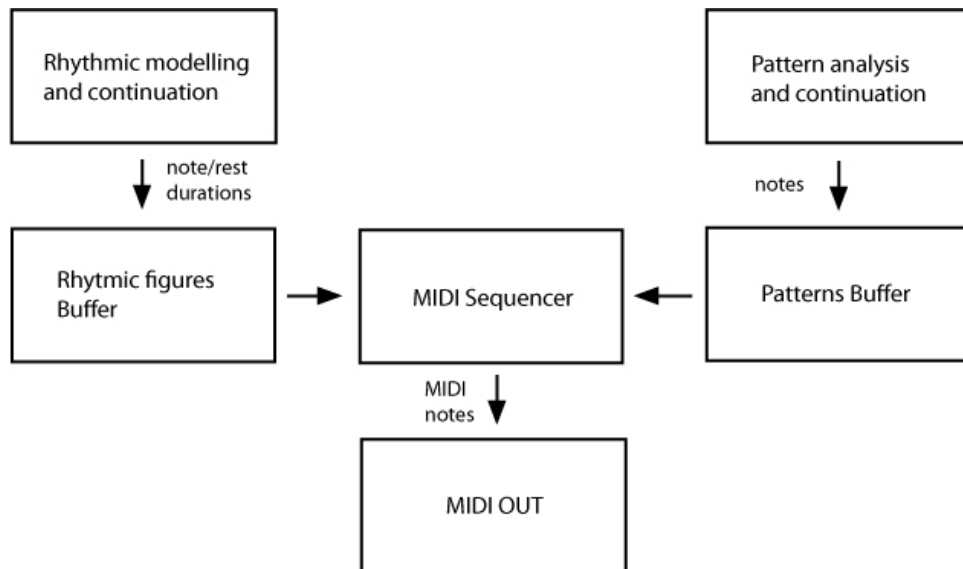 Rhythmic modelling
and continuation
Pattern analysis
and continuation
note/rest
durations
notes
Rhytmic figures
Buffer
MIDI Sequencer
Patterns Buffer
MIDI
notes
MIDI OUT